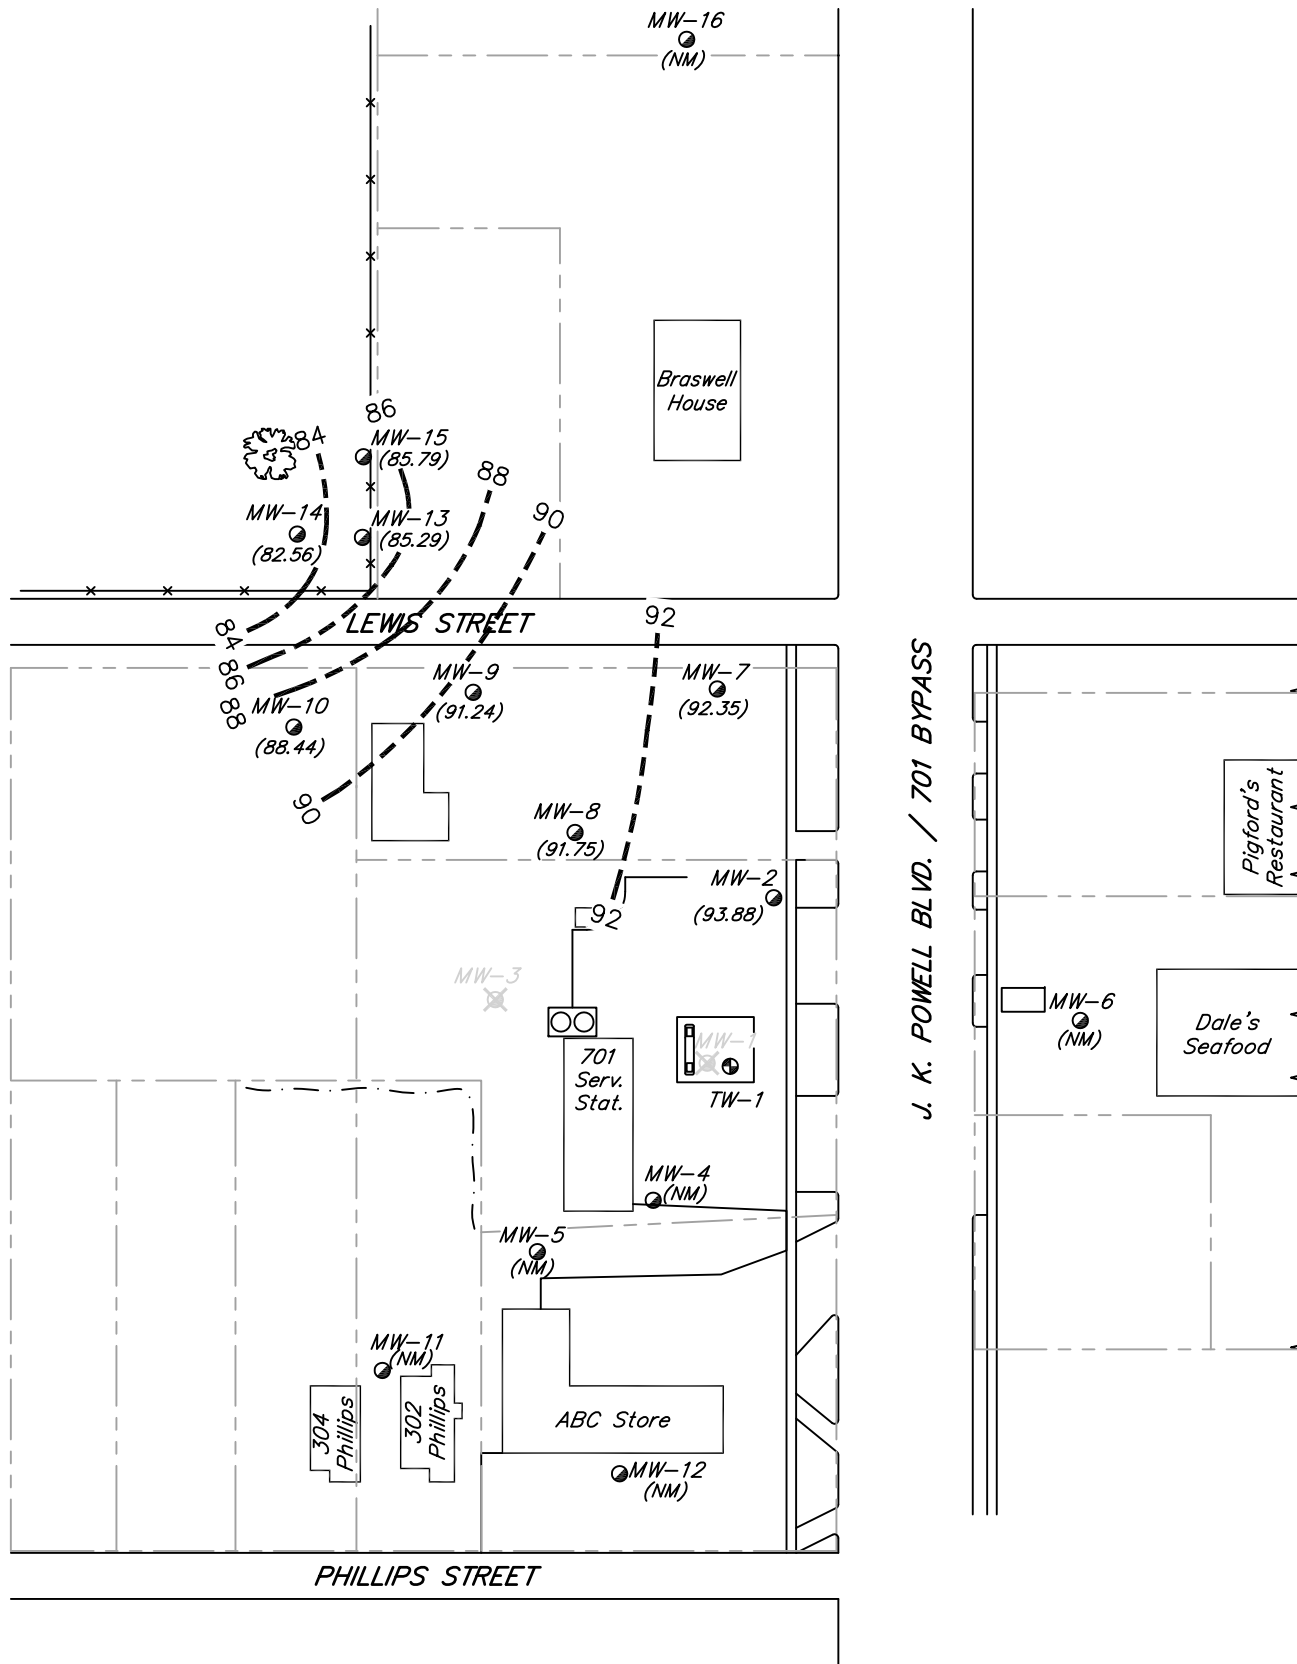 MW-16
(NM)
Braswell
House
86
84
MW-15
(85.79)
88
MW-14
(82.56)
MW-13
(85.29)
90
LEWIS STREET
92
84
86
88
MW-9
(91.24)
MW-7
(92.35)
MW-10
(88.44)
90
MW-8
(91.75)
MW-2
(93.88)
92
J. K. POWELL BLVD. / 701 BYPASS
Pigford's
Restaurant
MW-3
MW-6
(NM)
Dale's
Seafood
701
Serv.
Stat.
MW-1
TW-1
MW-4
(NM)
MW-5
(NM)
MW-11
(NM)
304
Phillips
302
Phillips
ABC Store
MW-12
(NM)
PHILLIPS STREET